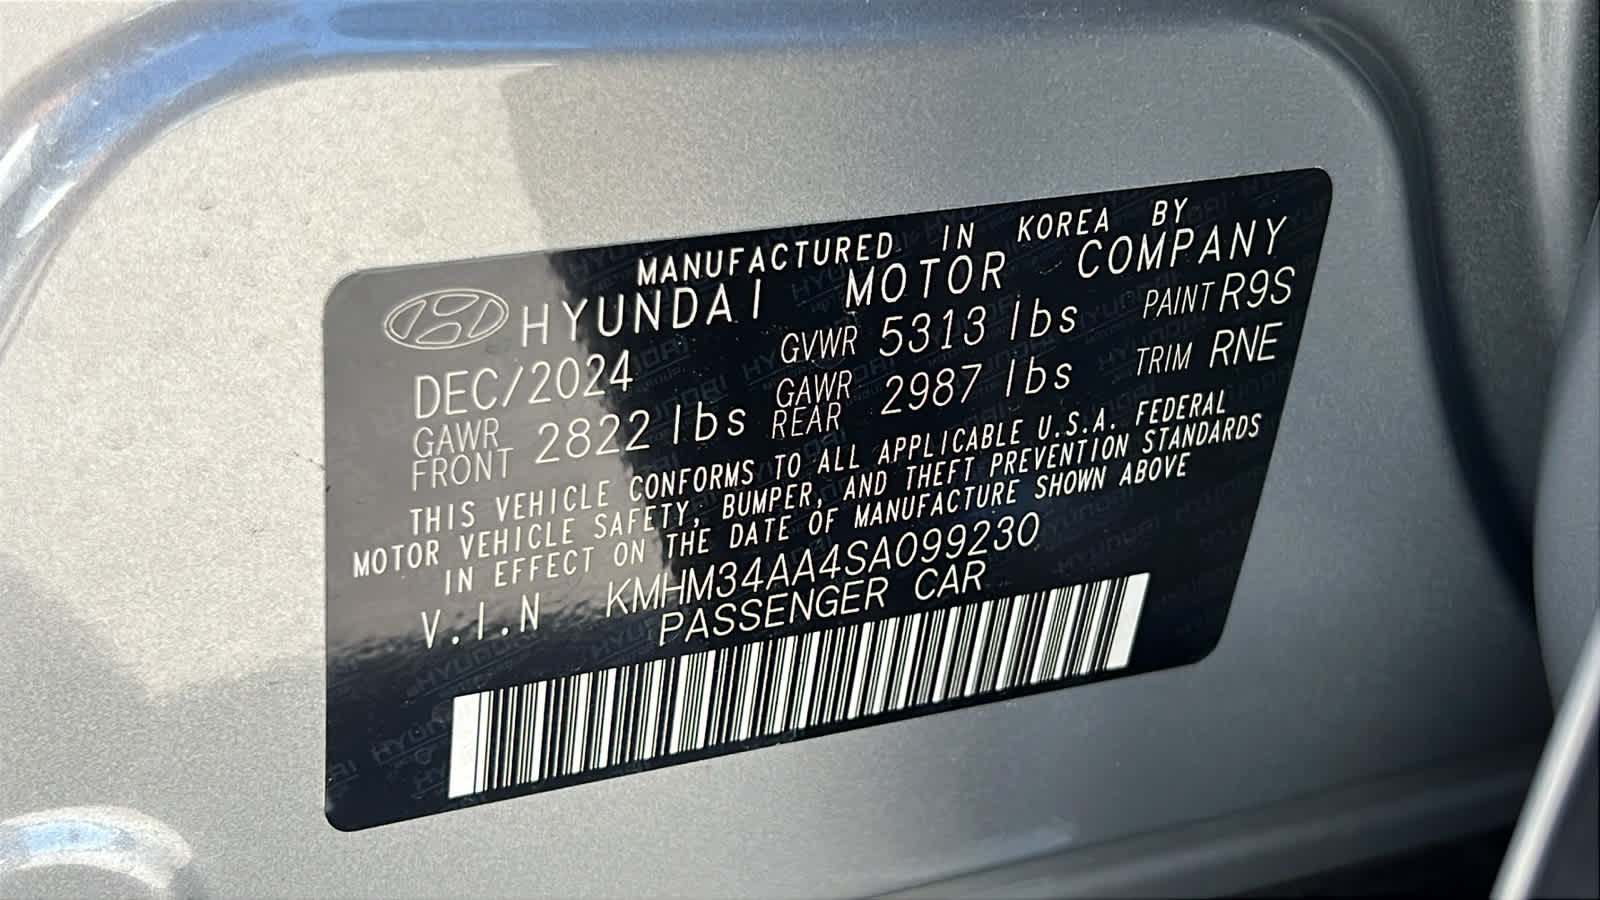 MANUFACTURED IN KOREA BY
HYUNDAI MOTOR COMPANY
DEC/2024 GVWR 5313 lbs PAINT R9S
GAWR FRONT 2822 lbs GAWR REAR 2987 lbs TRIM RNE
THIS VEHICLE CONFORMS TO ALL APPLICABLE U.S.A. FEDERAL
MOTOR VEHICLE SAFETY, BUMPER, AND THEFT PREVENTION STANDARDS
IN EFFECT ON THE DATE OF MANUFACTURE SHOWN ABOVE
V.I.N KMHM34AA4SA099230
PASSENGER CAR